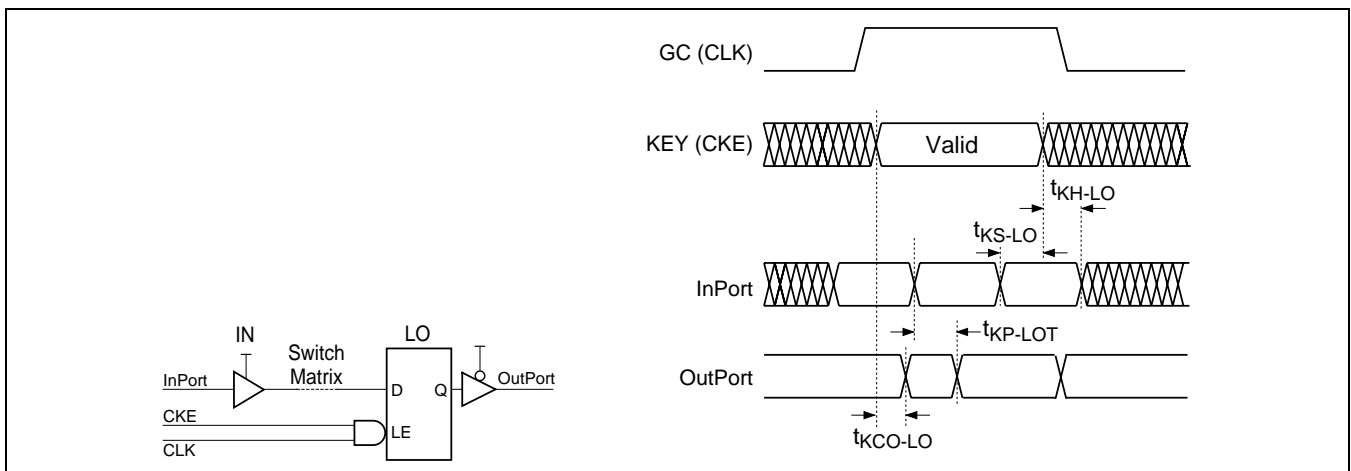 GC (CLK)
KEY (CKE)
Valid
tKH-LO
tKS-LO
InPort
tKP-LOT
OutPort
tKCO-LO
IN
LO
Switch
Matrix
InPort
D
Q
OutPort
CKE
LE
CLK